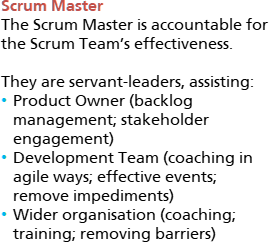 Scrum Master
The Scrum Master is accountable for
the Scrum Team's effectiveness.
They are servant-leaders, assisting:
• Product Owner (backlog
management; stakeholder
engagement)
• Development Team (coaching in
agile ways; effective events;
remove impediments)
• Wider organisation (coaching;
training; removing barriers)